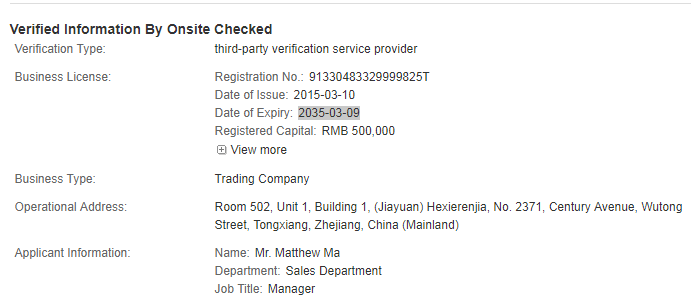 Verified Information By Onsite Checked
Verification Type: third-party verification service provider
Business License: Registration No.: 91330483329999825T
Date of Issue: 2015-03-10
Date of Expiry: 2035-03-09
Registered Capital: RMB 500,000
View more
Business Type: Trading Company
Operational Address: Room 502, Unit 1, Building 1, (Jiayuan) Hexierenjia, No. 2371, Century Avenue, Wutong
Street, Tongxiang, Zhejiang, China (Mainland)
Applicant Information: Name: Mr. Matthew Ma
Department: Sales Department
Job Title: Manager